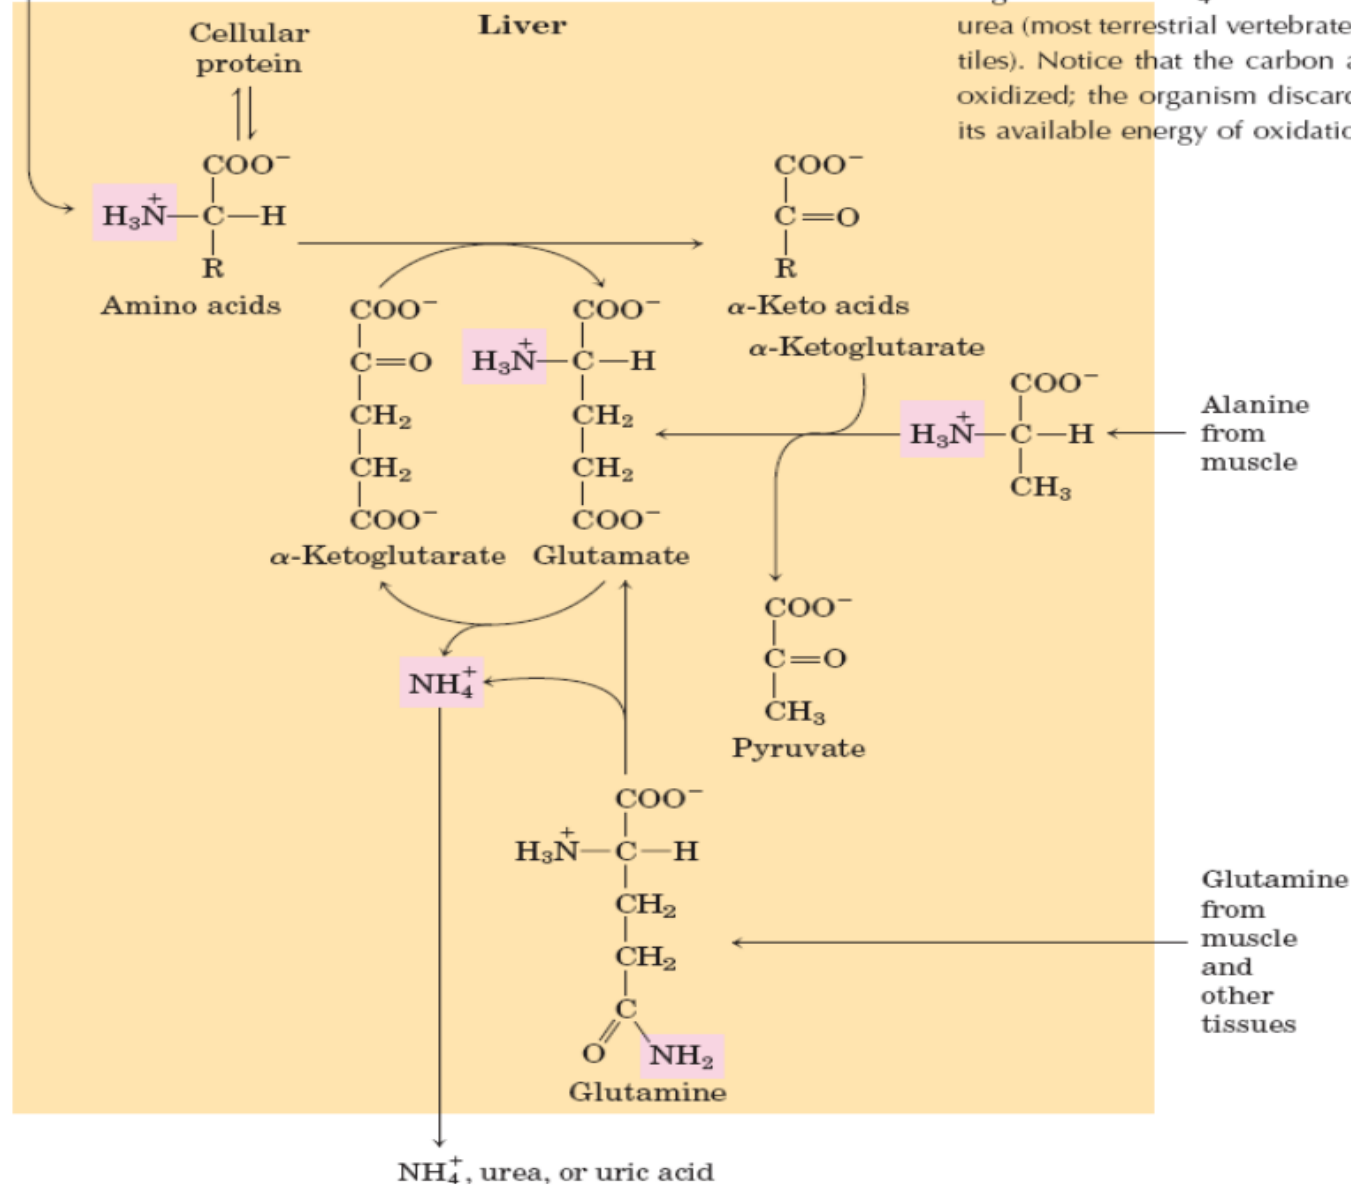 Liver
urea (most terrestrial vertebrate
tiles). Notice that the carbon
oxidized; the organism discard
its available energy of oxidatio
Cellular
protein
COO⁻
H₃N⁺—C—H
R
Amino acids
COO⁻
C=O
R
α-Keto acids
COO⁻
C=O
CH₂
CH₂
COO⁻
α-Ketoglutarate
COO⁻
H₃N⁺—C—H
CH₂
CH₂
COO⁻
Glutamate
α-Ketoglutarate
COO⁻
H₃N⁺—C—H
CH₃
Alanine
from
muscle
COO⁻
C=O
CH₃
Pyruvate
NH₄⁺
COO⁻
H₃N⁺—C—H
CH₂
CH₂
C
O NH₂
Glutamine
Glutamine
from
muscle
and
other
tissues
NH₄⁺, urea, or uric acid